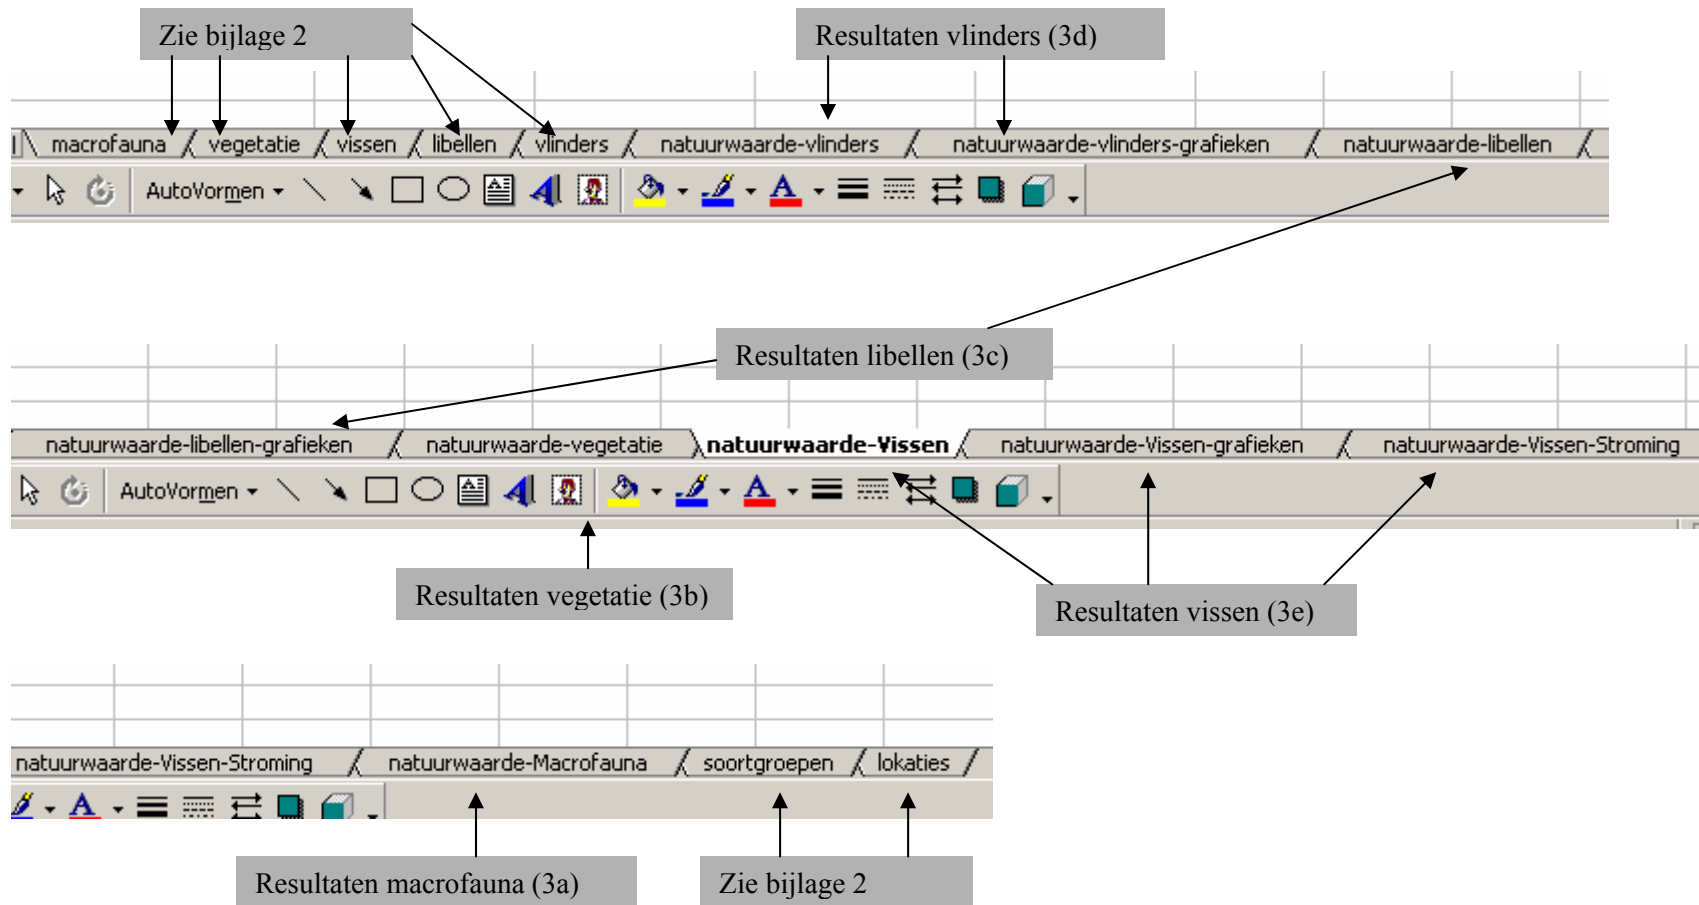 Zie bijlage 2
Resultaten vlinders (3d)
macrofauna vegetatie vissen libellen vlinders natuurwaarde-vlinders natuurwaarde-vlinders-grafieken natuurwaarde-libellen
AutoVormen
Resultaten libellen (3c)
natuurwaarde-libellen-grafieken natuurwaarde-vegetatie natuurwaarde-Vissen natuurwaarde-Vissen-grafieken natuurwaarde-Vissen-Stroming
AutoVormen
Resultaten vegetatie (3b)
Resultaten vissen (3e)
natuurwaarde-Vissen-Stroming natuurwaarde-Macrofauna soortgroepen lokaties
Resultaten macrofauna (3a)
Zie bijlage 2